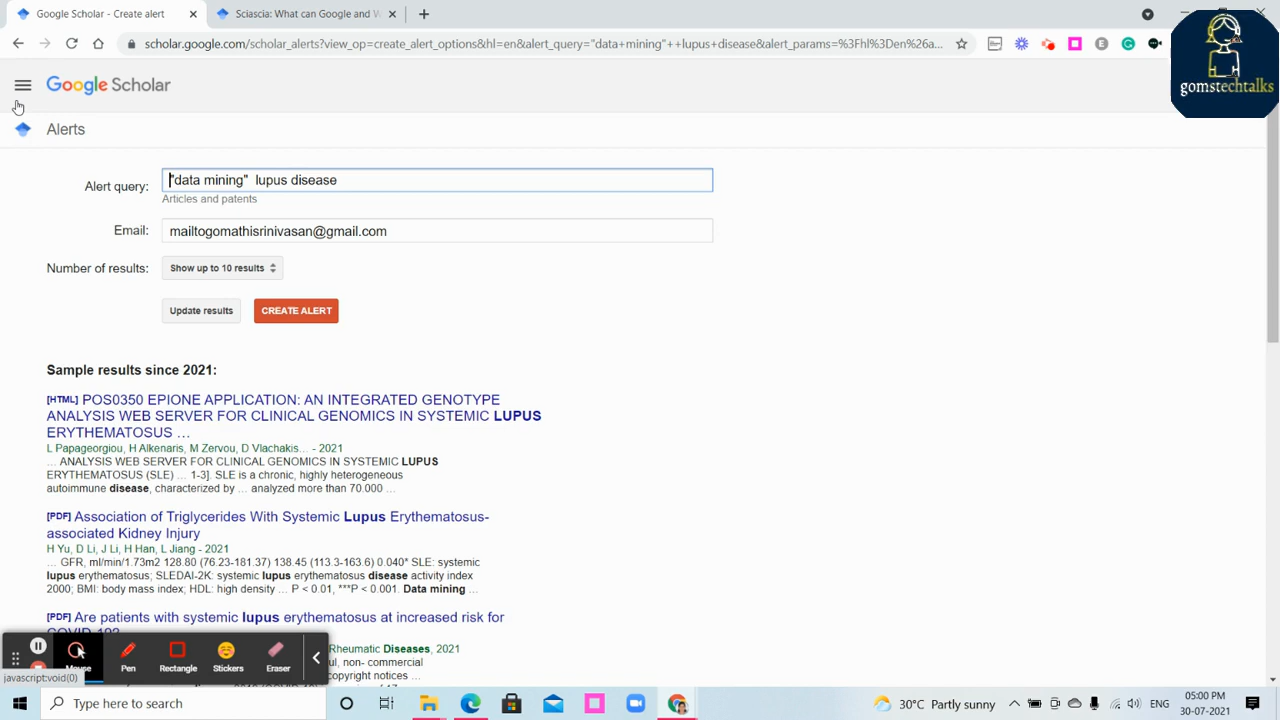 Google Scholar - Create alert
Sciascia: What can Google and W
scholar.google.com/scholar_alerts?view_op=create_alert_options&hl=en&alert_query="data+mining"++lupus+disease&alert_params=%3Fhl%3Den%26a...
Google Scholar
gomstechtalks
Alerts
Alert query:
"data mining"  lupus disease
Articles and patents
Email:
mailtogomathisrinivasan@gmail.com
Number of results:
Show up to 10 results
Update results
CREATE ALERT
Sample results since 2021:
[HTML] POS0350 EPIONE APPLICATION: AN INTEGRATED GENOTYPE
ANALYSIS WEB SERVER FOR CLINICAL GENOMICS IN SYSTEMIC LUPUS
ERYTHEMATOSUS …
L Papageorgiou, H Alkenaris, M Zervou, D Vlachakis… - 2021
... ANALYSIS WEB SERVER FOR CLINICAL GENOMICS IN SYSTEMIC LUPUS
ERYTHEMATOSUS (SLE) ... 1-3]. SLE is a chronic, highly heterogeneous
autoimmune disease, characterized by ... analyzed more than 70.000 ...
[PDF] Association of Triglycerides With Systemic Lupus Erythematosus-
associated Kidney Injury
H Yu, D Li, J Li, H Han, L Jiang - 2021
... GFR, ml/min/1.73m2 128.80 (76.23-181.37) 138.45 (113.3-163.6) 0.040* SLE: systemic
lupus erythematosus; SLEDAI-2K: systemic lupus erythematosus disease activity index
2000; BMI: body mass index; HDL: high density ... P < 0.01, ***P < 0.001. Data mining ...
[PDF] Are patients with systemic lupus erythematosus at increased risk for
Rheumatic Diseases, 2021
ful, non- commercial
copyright notices ...
Mouse
Pen
Rectangle
Stickers
Eraser
javascript:void(0)
Type here to search
30°C Partly sunny
ENG
05:00 PM
30-07-2021